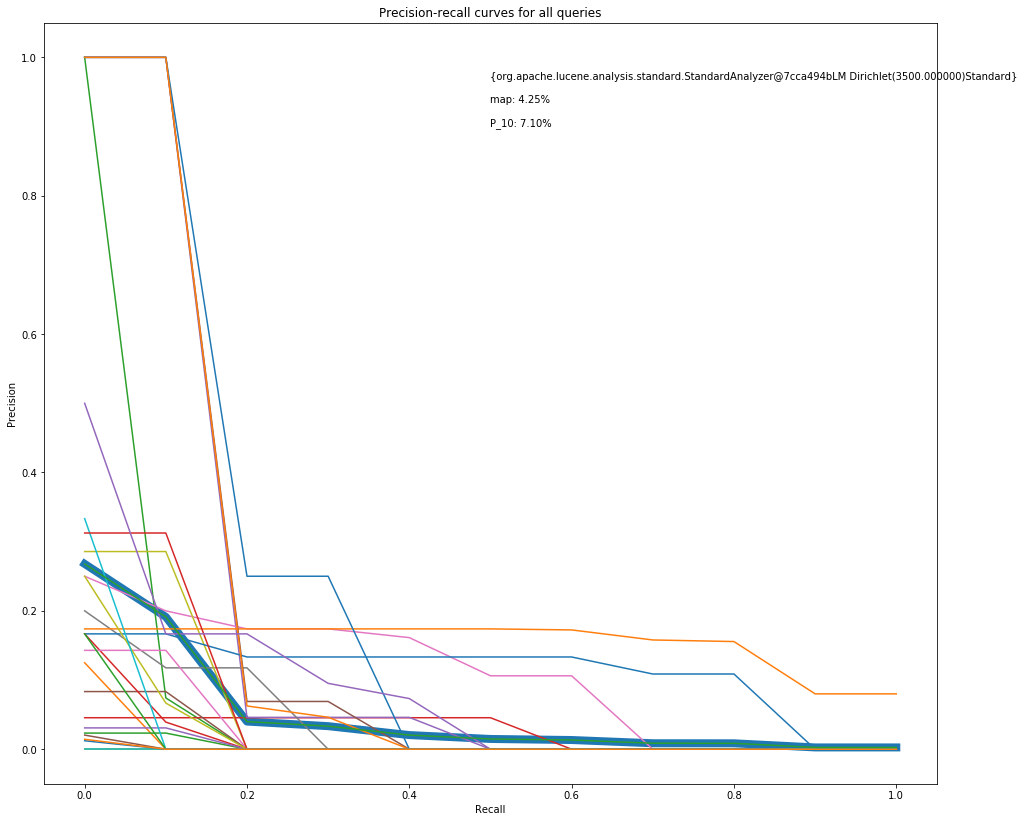 Precision-recall curves for all queries
{org.apache.lucene.analysis.standard.StandardAnalyzer@7cca494bLM Dirichlet(3500.000000)Standard}
map: 4.25%
P_10: 7.10%
1.0
0.8
0.6
0.4
0.2
0.0
Precision
0.0 0.2 0.4 0.6 0.8 1.0
Recall